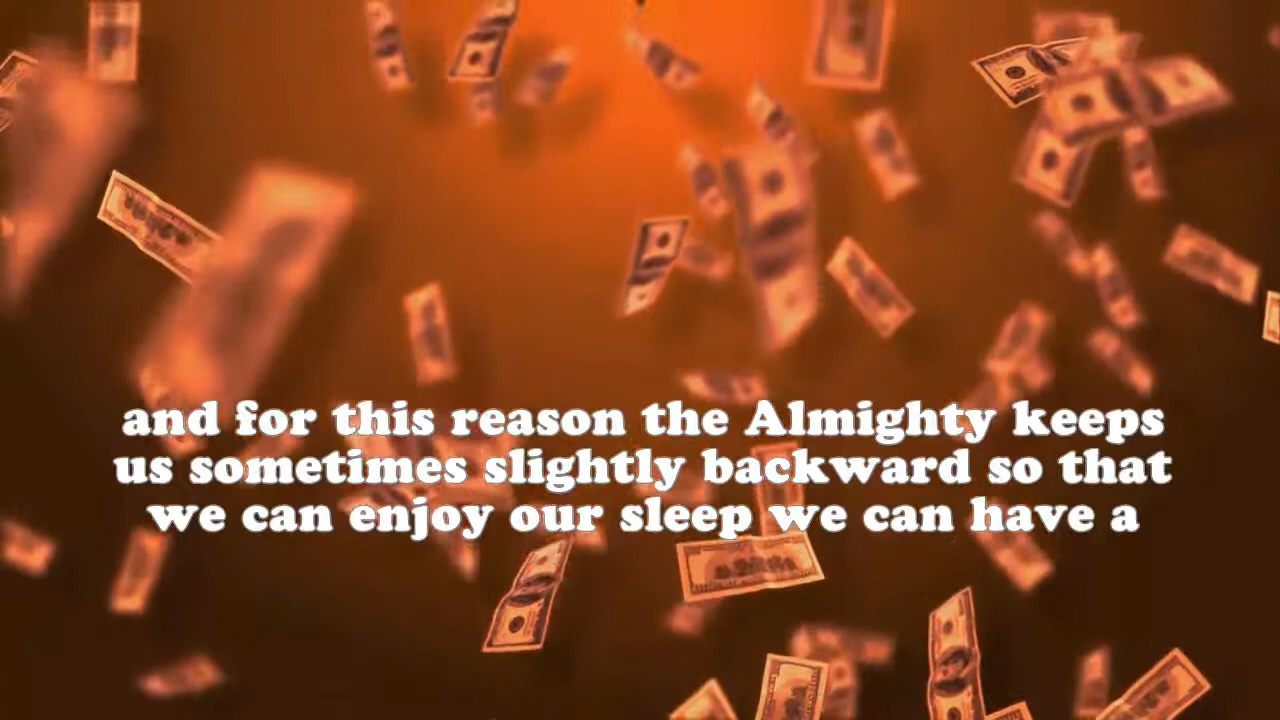 and for this reason the Almighty keeps
us sometimes slightly backward so that
we can enjoy our sleep we can have a